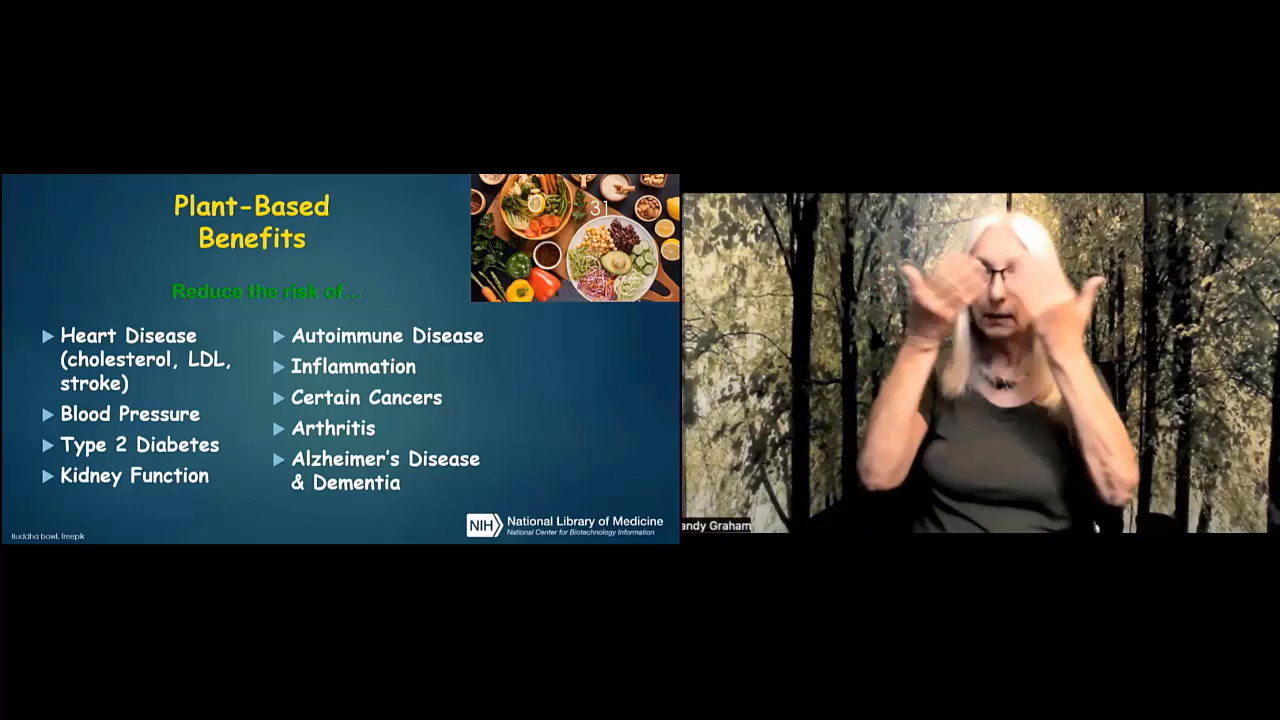 Plant-Based
Benefits
31
Reduce the risk of...
Heart Disease
(cholesterol, LDL,
stroke)
Blood Pressure
Type 2 Diabetes
Kidney Function
Autoimmune Disease
Inflammation
Certain Cancers
Arthritis
Alzheimer's Disease
& Dementia
NIH National Library of Medicine
National Center for Biotechnology Information
Buddha bowl, freepik
andy Graham